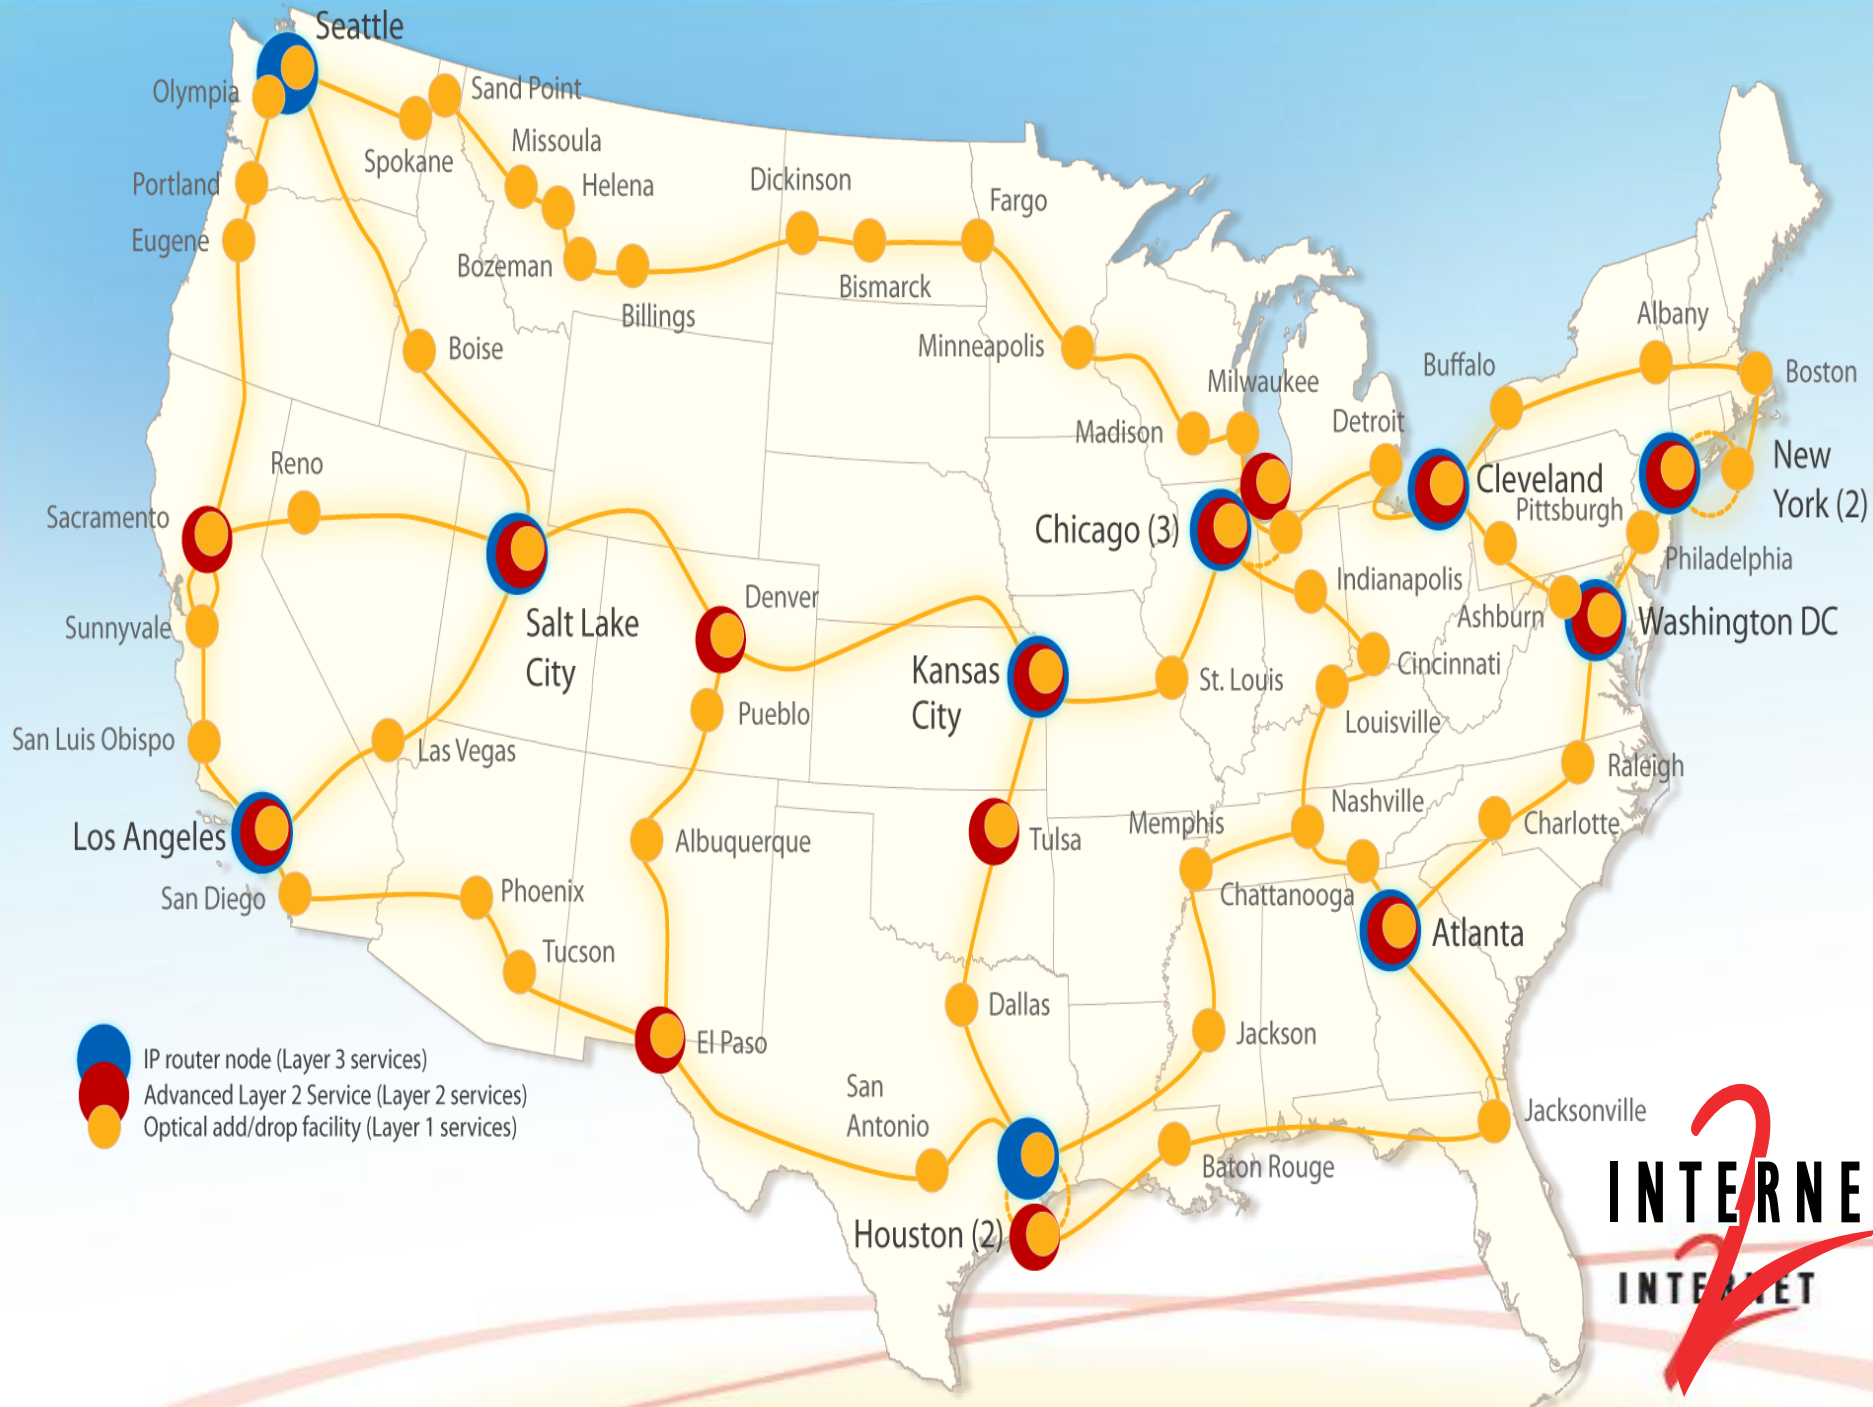 Seattle
Olympia
Sand Point
Missoula
Spokane
Portland
Helena
Dickinson
Fargo
Eugene
Bozeman
Bismarck
Billings
Albany
Boise
Minneapolis
Buffalo
Boston
Milwaukee
Detroit
Madison
Reno
New
York (2)
Cleveland
Pittsburgh
Sacramento
Chicago (3)
Philadelphia
Indianapolis
Denver
Ashburn
Washington DC
Sunnyvale
Salt Lake
City
Kansas
City
St. Louis
Cincinnati
Pueblo
Louisville
San Luis Obispo
Las Vegas
Raleigh
Nashville
Memphis
Charlotte
Los Angeles
Albuquerque
Tulsa
San Diego
Phoenix
Chattanooga
Atlanta
Tucson
Dallas
Jackson
El Paso
IP router node (Layer 3 services)
Advanced Layer 2 Service (Layer 2 services)
Optical add/drop facility (Layer 1 services)
San
Antonio
Jacksonville
Baton Rouge
Houston (2)
INTERNE
2
INTERNET
2